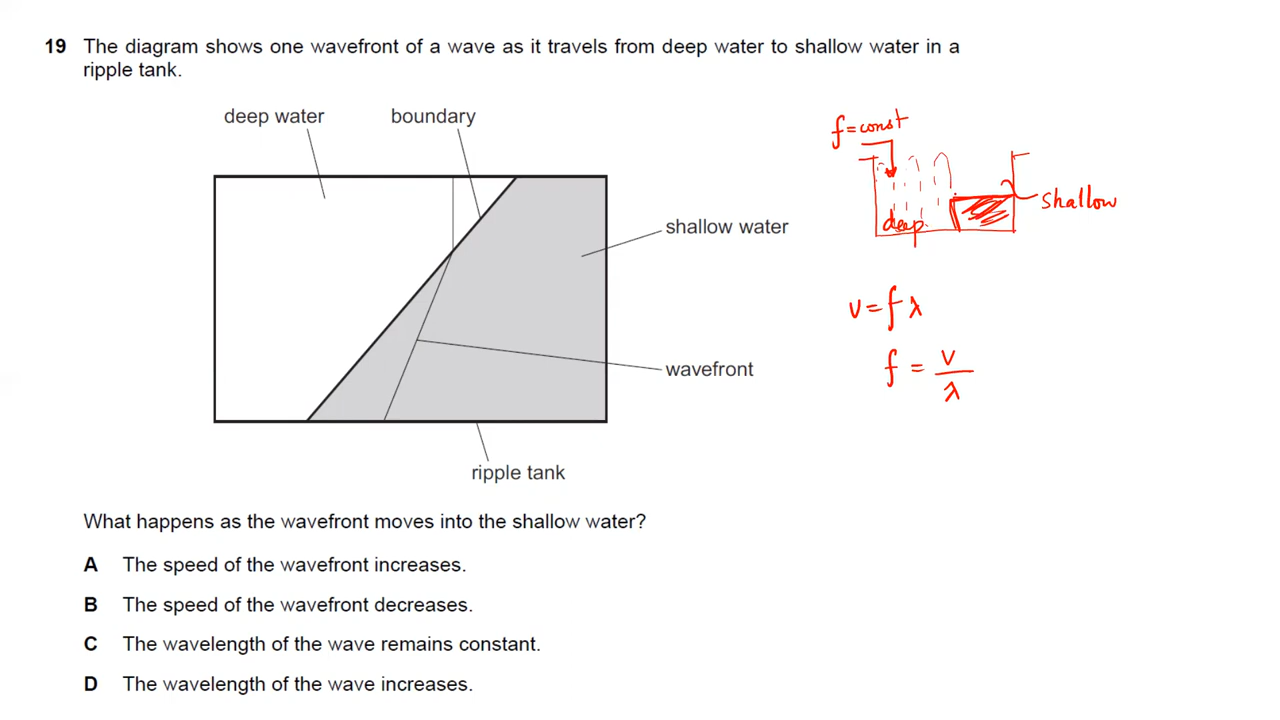 19 The diagram shows one wavefront of a wave as it travels from deep water to shallow water in a
ripple tank.
deep water
boundary
shallow water
wavefront
ripple tank
f = const
deep
shallow
v = f λ
f = v/λ
What happens as the wavefront moves into the shallow water?
A The speed of the wavefront increases.
B The speed of the wavefront decreases.
C The wavelength of the wave remains constant.
D The wavelength of the wave increases.